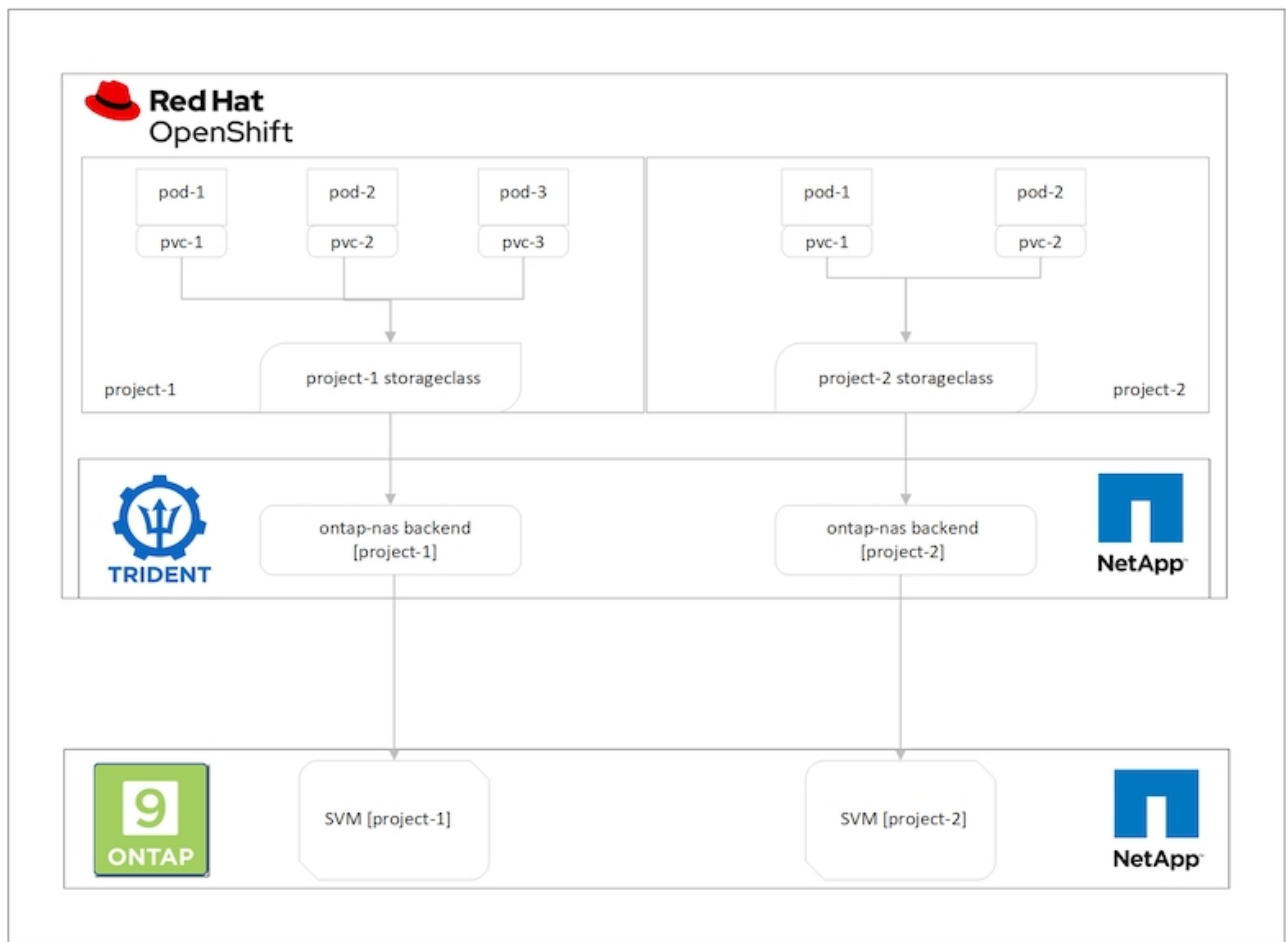 Red Hat
OpenShift
pod-1
pod-2
pod-3
pvc-1
pvc-2
pvc-3
project-1 storageclass
project-1
pod-1
pod-2
pvc-1
pvc-2
project-2 storageclass
project-2
TRIDENT
ontap-nas backend
[project-1]
ontap-nas backend
[project-2]
NetApp™
9
ONTAP
SVM [project-1]
SVM [project-2]
NetApp™